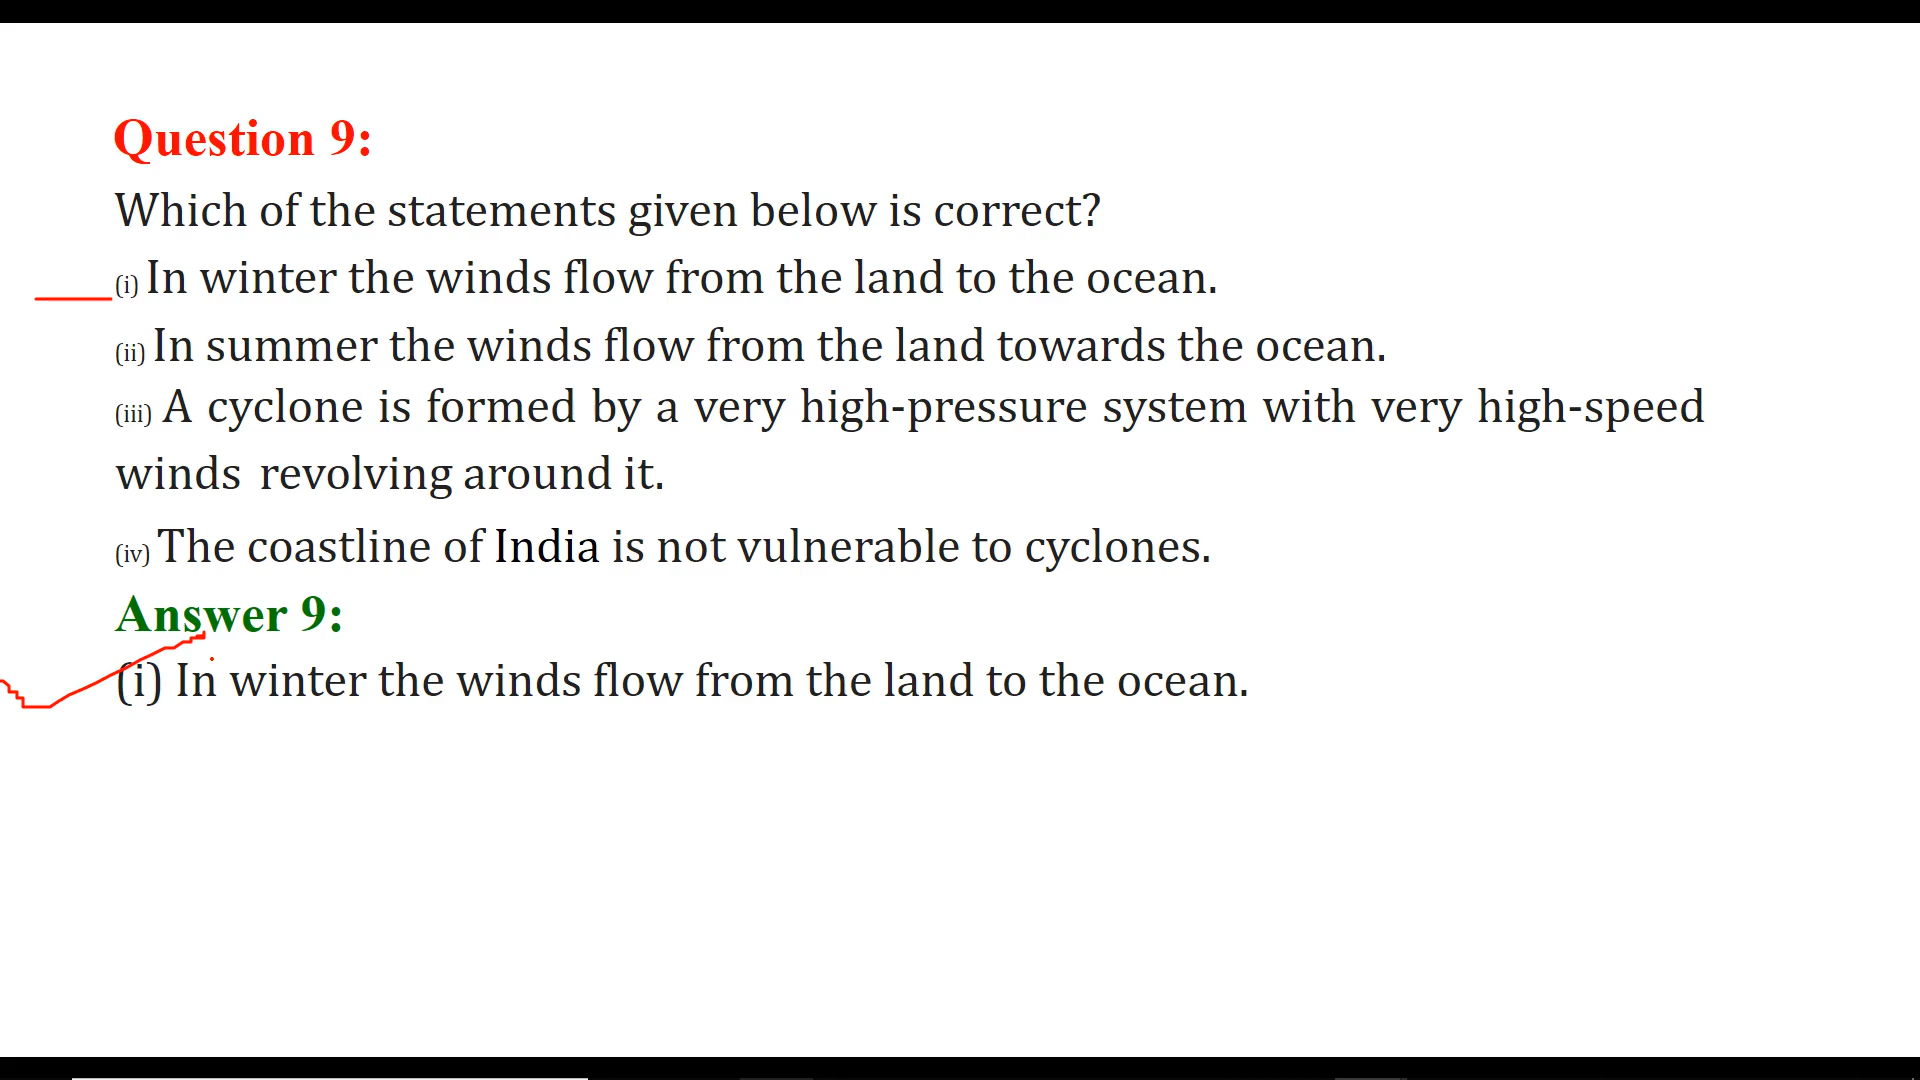 Question 9:
Which of the statements given below is correct?
(i) In winter the winds flow from the land to the ocean.
(ii) In summer the winds flow from the land towards the ocean.
(iii) A cyclone is formed by a very high-pressure system with very high-speed
winds revolving around it.
(iv) The coastline of India is not vulnerable to cyclones.
Answer 9:
(i) In winter the winds flow from the land to the ocean.